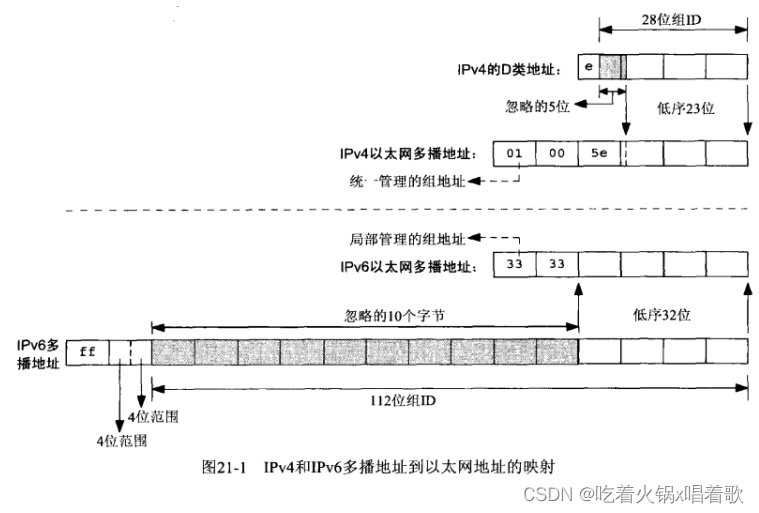 28位组ID
IPv4的D类地址: e
忽略的5位 低序23位
IPv4以太网多播地址: 01 00 5e
统一管理的组地址
局部管理的组地址
IPv6以太网多播地址: 33 33
忽略的10个字节 低序32位
IPv6多
播地址 ff
112位组ID
4位范围
4位范围
图21-1 IPv4和IPv6多播地址到以太网地址的映射
CSDN @吃着火锅x唱着歌